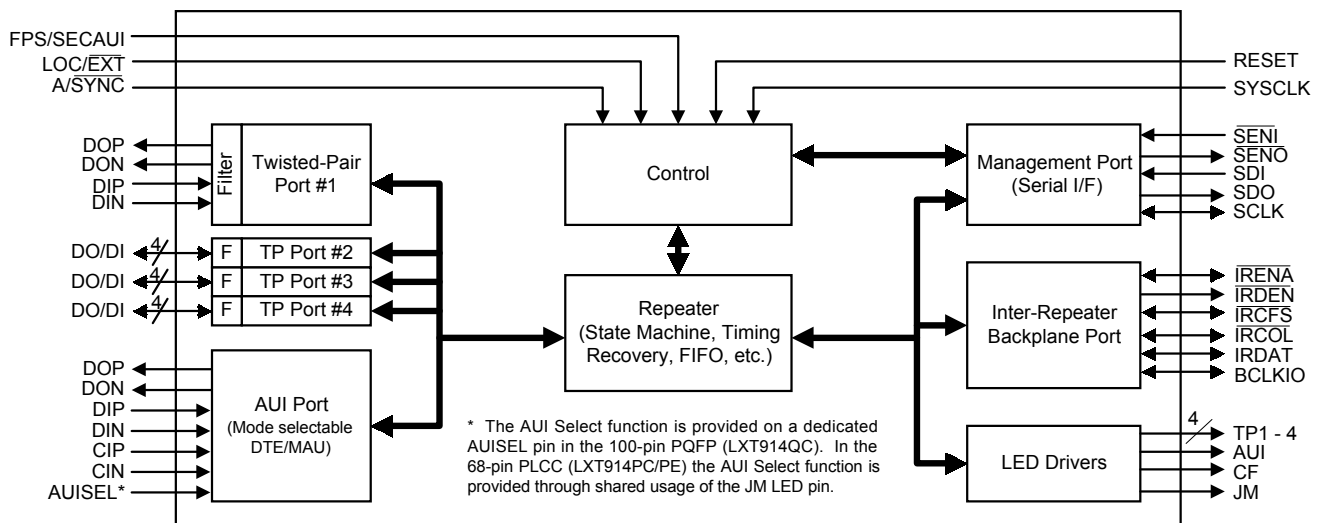 FPS/SECAUI
LOC/EXT
A/SYNC
RESET
SYSCLK
DOP
DON
DIP
DIN
Filter
Twisted-Pair
Port #1
Control
Management Port
(Serial I/F)
SENI
SENO
SDI
SDO
SCLK
DO/DI
4
F
TP Port #2
DO/DI
4
F
TP Port #3
DO/DI
4
F
TP Port #4
Repeater
(State Machine, Timing
Recovery, FIFO, etc.)
Inter-Repeater
Backplane Port
IRENA
IRDEN
IRCFS
IRCOL
IRDAT
BCLKIO
DOP
DON
DIP
DIN
CIP
CIN
AUISEL*
AUI Port
(Mode selectable
DTE/MAU)
* The AUI Select function is provided on a dedicated
AUISEL pin in the 100-pin PQFP (LXT914QC). In the
68-pin PLCC (LXT914PC/PE) the AUI Select function is
provided through shared usage of the JM LED pin.
LED Drivers
4
TP1 - 4
AUI
CF
JM